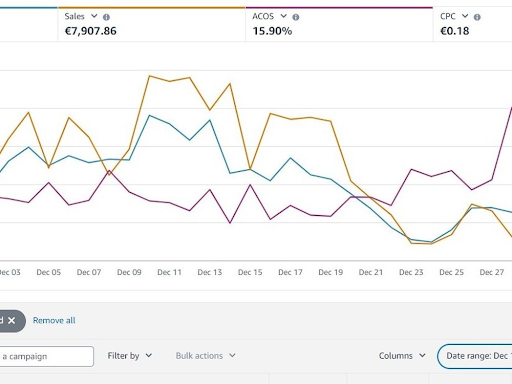 Sales ACOS CPC
€7,907.86 15.90% €0.18
Dec 03 Dec 05 Dec 07 Dec 09 Dec 11 Dec 13 Dec 15 Dec 17 Dec 19 Dec 21 Dec 23 Dec 25 Dec 27
d X Remove all
a campaign Filter by Bulk actions Columns Date range: Dec 1